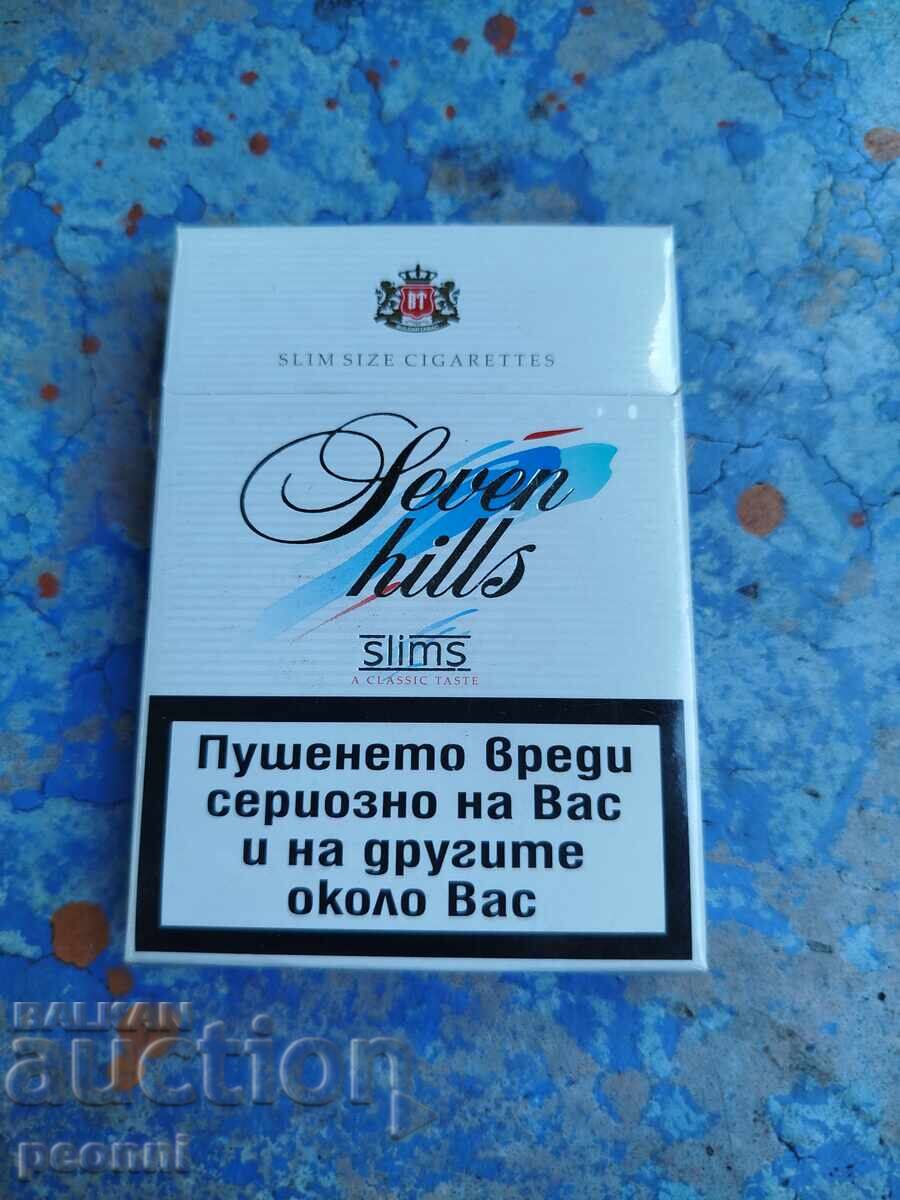 BT
SLIM SIZE CIGARETTES
Seven
hills
slims
A CLASSIC TASTE
Пушенето вреди
сериозно на Вас
и на другите
около Вас
BALKAN
auction
peonni